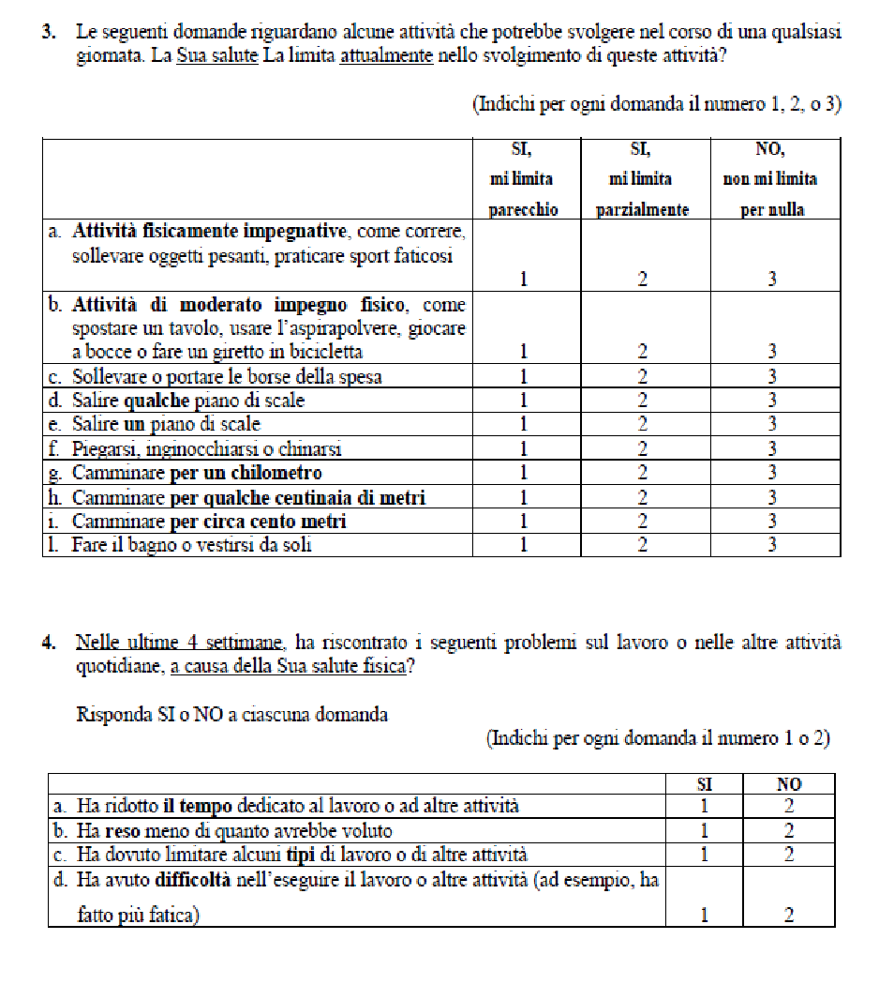 3. Le seguenti domande riguardano alcune attività che potrebbe svolgere nel corso di una qualsiasi
giornata. La Sua salute La limita attualmente nello svolgimento di queste attività?
(Indichi per ogni domanda il numero 1, 2, o 3)
SI, SI, NO,
mi limita mi limita non mi limita
parecchio parzialmente per nulla
a. Attività fisicamente impegnative, come correre,
sollevare oggetti pesanti, praticare sport faticosi
1 2 3
b. Attività di moderato impegno fisico, come
spostare un tavolo, usare l'aspirapolvere, giocare
a bocce o fare un giretto in bicicletta 1 2 3
c. Sollevare o portare le borse della spesa 1 2 3
d. Salire qualche piano di scale 1 2 3
e. Salire un piano di scale 1 2 3
f. Piegarsi, inginocchiarsi o chinarsi 1 2 3
g. Camminare per un chilometro 1 2 3
h. Camminare per qualche centinaia di metri 1 2 3
i. Camminare per circa cento metri 1 2 3
l. Fare il bagno o vestirsi da soli 1 2 3
4. Nelle ultime 4 settimane, ha riscontrato i seguenti problemi sul lavoro o nelle altre attività
quotidiane, a causa della Sua salute fisica?
Risponda SI o NO a ciascuna domanda
(Indichi per ogni domanda il numero 1 o 2)
SI NO
a. Ha ridotto il tempo dedicato al lavoro o ad altre attività 1 2
b. Ha reso meno di quanto avrebbe voluto 1 2
c. Ha dovuto limitare alcuni tipi di lavoro o di altre attività 1 2
d. Ha avuto difficoltà nell'eseguire il lavoro o altre attività (ad esempio, ha
fatto più fatica) 1 2